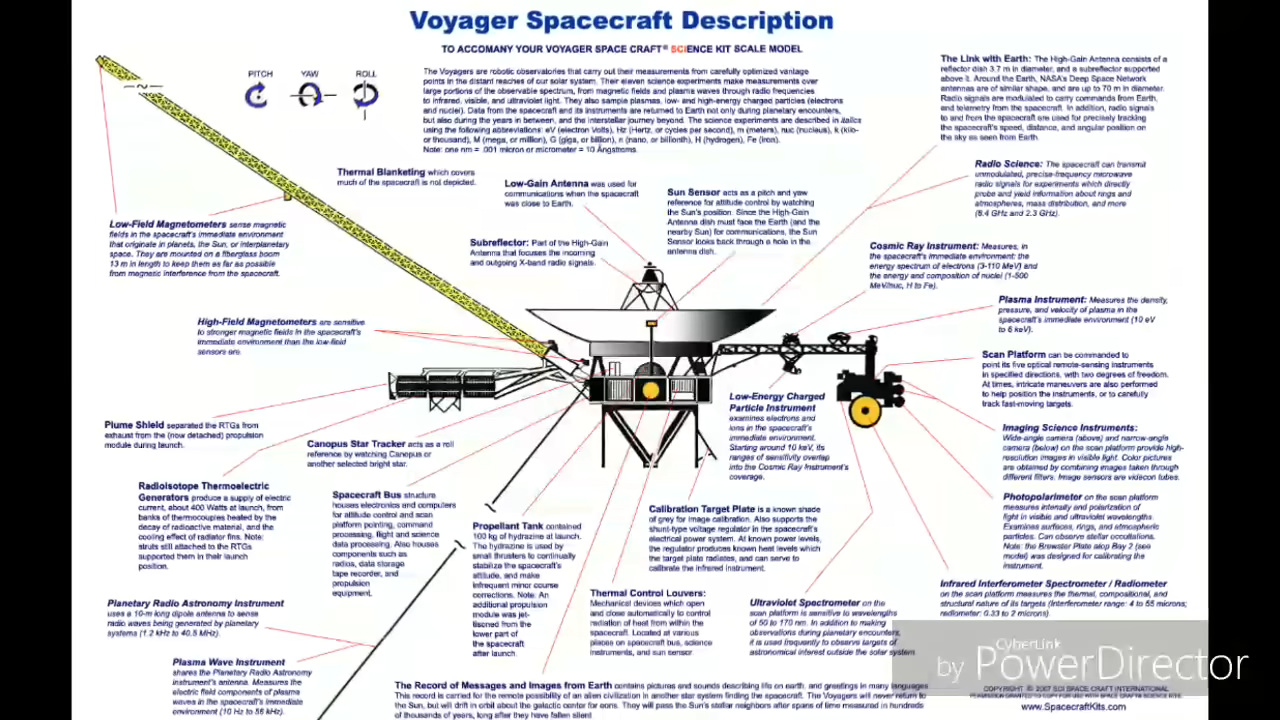 Voyager Spacecraft Description
TO ACCOMANY YOUR VOYAGER SPACE CRAFT® SCIENCE KIT SCALE MODEL
PITCH
YAW
ROLL
The Voyagers are robotic observatories that carry out their measurements from carefully optimized vantage
points in the distant reaches of our solar system. Their eleven science experiments make measurements over
large portions of the observable spectrum, from magnetic fields and plasma waves through radio frequencies
to infrared, visible, and ultraviolet light. They also sample plasmas, low- and high-energy charged particles (electrons
and nuclei). Data from the spacecraft and its instruments are returned to Earth not only during planetary encounters,
but also during the years in between, and the interstellar journey beyond. The science experiments are described in italics
using the following abbreviations: eV (electron Volts), Hz (Hertz, or cycles per second), m (meters), nuc (nucleus), k (kilo-
or thousand), M (mega, or million), G (giga, or billion), n (nano, or billionth), H (hydrogen), Fe (iron).
Note: one nm = .001 micron or micrometer = 10 Ångstroms.
The Link with Earth: The High-Gain Antenna consists of a
reflector dish 3.7 m in diameter, and a subreflector supported
above it. Around the Earth, NASA's Deep Space Network
antennas are of similar shape, and are up to 70 m in diameter.
Radio signals are modulated to carry commands from Earth,
and telemetry from the spacecraft. In addition, radio signals
to and from the spacecraft are used for precisely tracking
the spacecraft's speed, distance, and angular position on
the sky as seen from Earth.
Thermal Blanketing which covers
much of the spacecraft is not depicted.
Low-Gain Antenna was used for
communications when the spacecraft
was close to Earth.
Sun Sensor acts as a pitch and yaw
reference for attitude control by watching
the Sun's position. Since the High-Gain
Antenna dish must face the Earth (and the
nearby Sun) for communications, the Sun
Sensor looks back through a hole in the
antenna dish.
Radio Science: The spacecraft can transmit
unmodulated, precise-frequency microwave
radio signals for experiments which directly
probe and yield information about rings and
atmospheres, mass distribution, and more
(8.4 GHz and 2.3 GHz).
Low-Field Magnetometers sense magnetic
fields in the spacecraft's immediate environment
that originate in planets, the Sun, or interplanetary
space. They are mounted on a fiberglass boom
13 m in length to keep them as far as possible
from magnetic interference from the spacecraft.
Subreflector: Part of the High-Gain
Antenna that focuses the incoming
and outgoing X-band radio signals.
Cosmic Ray Instrument: Measures, in
the spacecraft's immediate environment: the
energy spectrum of electrons (3-110 MeV) and
the energy and composition of nuclei (1-500
MeV/nuc, H to Fe).
Plasma Instrument: Measures the density,
pressure, and velocity of plasma in the
spacecraft's immediate environment (10 eV
to 6 keV).
High-Field Magnetometers are sensitive
to stronger magnetic fields in the spacecraft's
immediate environment than the low-field
sensors are.
Scan Platform can be commanded to
point its five optical remote-sensing instruments
in specified directions, with two degrees of freedom.
At times, intricate maneuvers are also performed
to help position the instruments, or to carefully
track fast-moving targets.
Low-Energy Charged
Particle Instrument
examines electrons and
ions in the spacecraft's
immediate environment.
Starting around 10 keV, its
ranges of sensitivity overlap
into the Cosmic Ray Instrument's
coverage.
Plume Shield separated the RTGs from
exhaust from the (now detached) propulsion
module during launch.
Canopus Star Tracker acts as a roll
reference by watching Canopus or
another selected bright star.
Imaging Science Instruments:
Wide-angle camera (above) and narrow-angle
camera (below) on the scan platform provide high-
resolution images in visible light. Color pictures
are obtained by combining images taken through
different filters. Image sensors are videcon tubes.
Radioisotope Thermoelectric
Generators produce a supply of electric
current, about 400 Watts at launch, from
banks of thermocouples heated by the
decay of radioactive material, and the
cooling effect of radiator fins. Note:
struts still attached to the RTGs
supported them in their launch
position.
Spacecraft Bus structure
houses electronics and computers
for attitude control and scan
platform pointing, command
processing, flight and science
data processing. Also houses
components such as
radios, data storage
tape recorder, and
propulsion
equipment.
Propellant Tank contained
100 kg of hydrazine at launch.
The hydrazine is used by
small thrusters to continually
stabilize the spacecraft's
attitude, and make
infrequent minor course
corrections. Note: An
additional propulsion
module was jet-
tisoned from the
lower part of
the spacecraft
after launch.
Calibration Target Plate is a known shade
of grey for image calibration. Also supports the
shunt-type voltage regulator in the spacecraft's
electrical power system. At known power levels,
the regulator produces known heat levels which
the target plate radiates, and can serve to
calibrate the infrared instrument.
Photopolarimeter on the scan platform
measures intensity and polarization of
light in visible and ultraviolet wavelengths.
Examines surfaces, rings, and atmospheric
particles. Can observe stellar occultations.
Note: the Brewster Plate atop Bay 2 (see
model) was designed for calibrating the
instrument.
Infrared Interferometer Spectrometer / Radiometer
on the scan platform measures the thermal, compositional, and
structural nature of its targets (interferometer range: 4 to 55 microns;
radiometer: 0.33 to 2 microns).
Planetary Radio Astronomy Instrument
uses a 10-m long dipole antenna to sense
radio waves being generated by planetary
systems (1.2 kHz to 40.5 MHz).
Thermal Control Louvers:
Mechanical devices which open
and close automatically to control
radiation of heat from within the
spacecraft. Located at various
places on spacecraft bus, science
instruments, and sun sensor
Ultraviolet Spectrometer on the
scan platform is sensitive to wavelengths
of 50 to 170 nm. In addition to making
observations during planetary encounters,
it is used frequently to observe targets of
astronomical interest outside the solar system
Plasma Wave Instrument
shares the Planetary Radio Astronomy
instrument's antenna. Measures the
electric field components of plasma
waves in the spacecraft's immediate
environment (10 Hz to 56 kHz).
The Record of Messages and Images from Earth contains pictures and sounds describing life on earth, and greetings in many languages
This record is carried for the remote possibility of an alien civilization in another star system finding the spacecraft. The Voyagers will never return to
the Sun, but will drift in orbit about the galactic center for eons. They will pass the Sun's stellar neighbors after spans of time measured in hundreds
of thousands of years, long after they have fallen silent
CyberLink
by PowerDirector
COPYRIGHT © 2007 SCI SPACE CRAFT INTERNATIONAL
PERMISSION GRANTED TO COPY FOR USE WITH SPACE CRAFT SCIENCE KITS.
www.SpacecraftKits.com